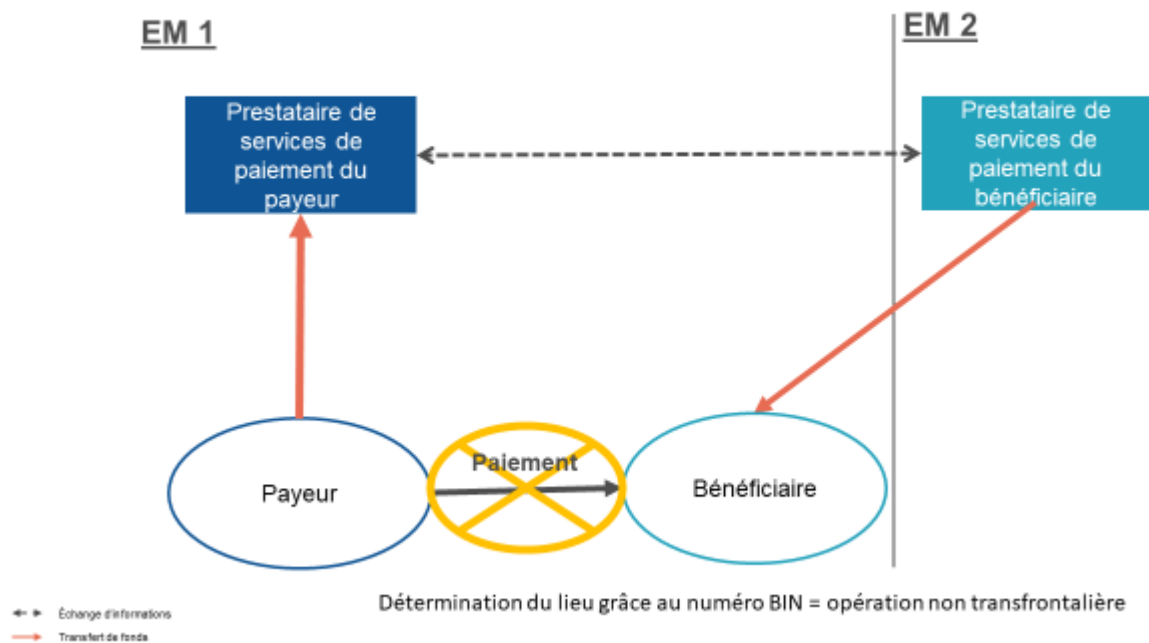 EM 1
EM 2
Prestataire de
services de
paiement du
payeur
Prestataire de
services de
paiement du
bénéficiaire
Paiement
Payeur
Bénéficiaire
Détermination du lieu grâce au numéro BIN = opération non transfrontalière
Échange d'informations
Transfert de fonds